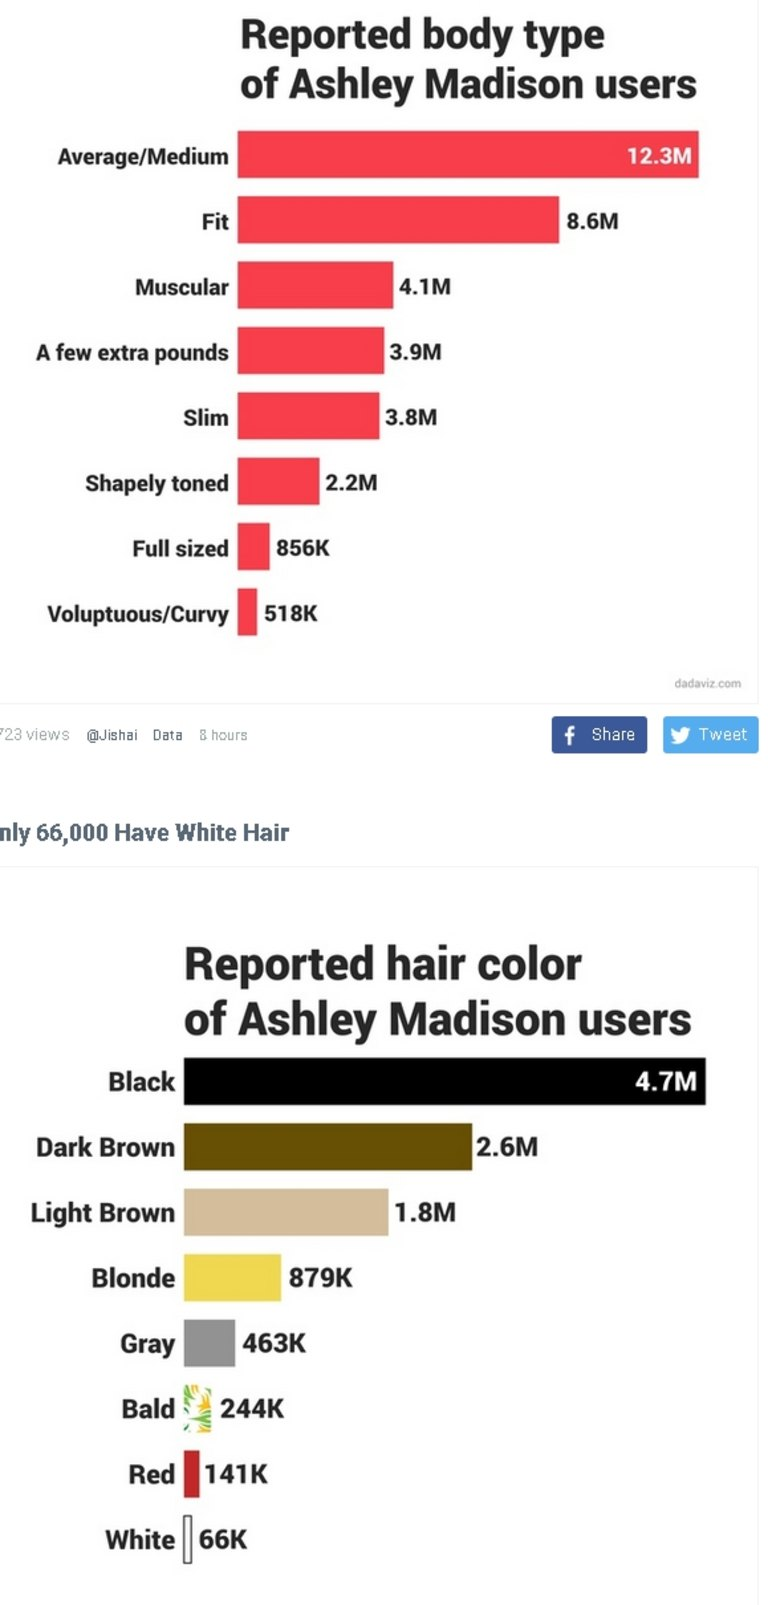 Reported body type
of Ashley Madison users
Average/Medium 12.3M
Fit 8.6M
Muscular 4.1M
A few extra pounds 3.9M
Slim 3.8M
Shapely toned 2.2M
Full sized 856K
Voluptuous/Curvy 518K
dadaviz.com
723 views @Jishai Data 8 hours Share Tweet
nly 66,000 Have White Hair
Reported hair color
of Ashley Madison users
Black 4.7M
Dark Brown 2.6M
Light Brown 1.8M
Blonde 879K
Gray 463K
Bald 244K
Red 141K
White 66K